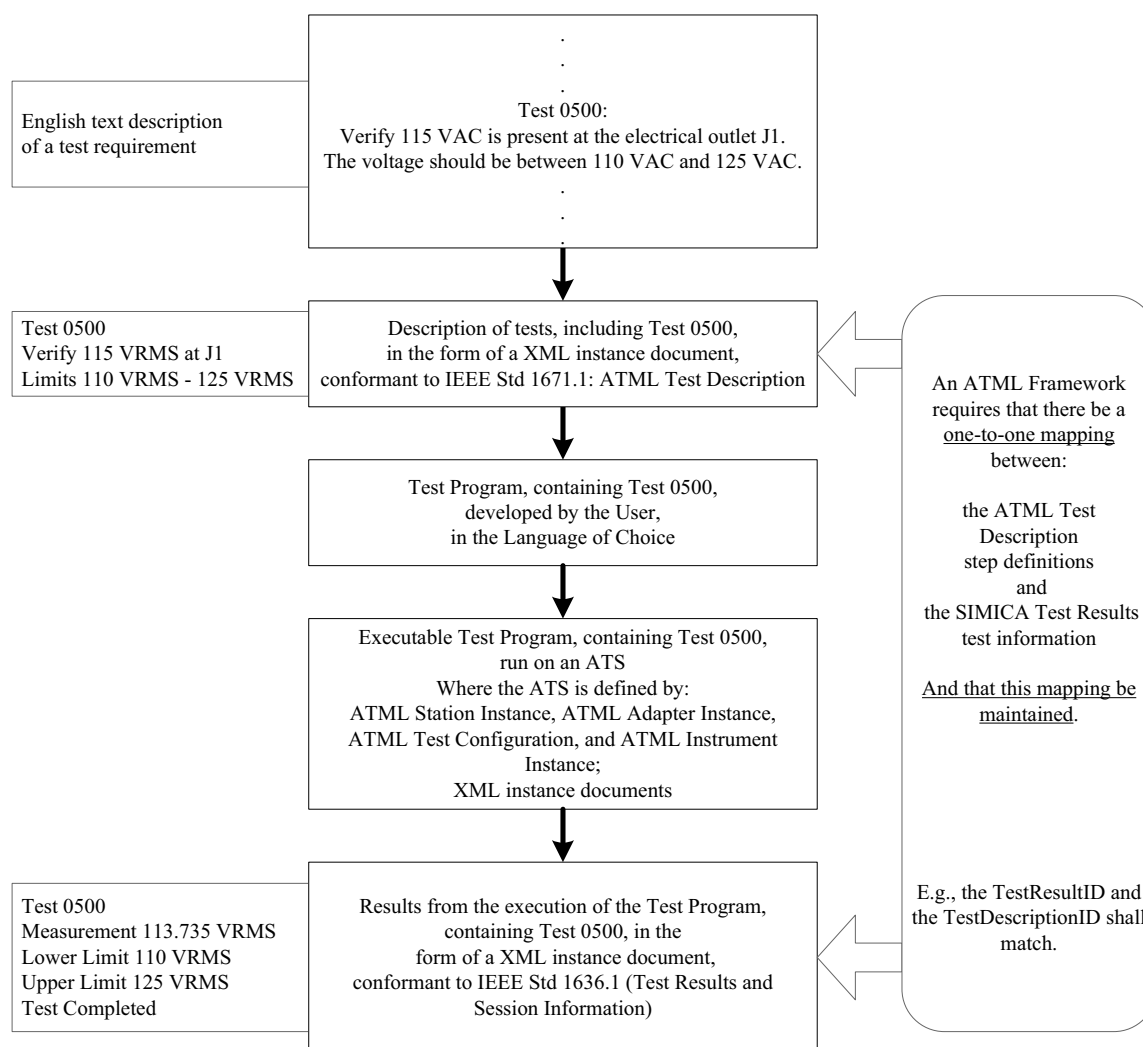 English text description
of a test requirement
.
.
.
Test 0500:
Verify 115 VAC is present at the electrical outlet J1.
The voltage should be between 110 VAC and 125 VAC.
.
.
.
Test 0500
Verify 115 VRMS at J1
Limits 110 VRMS - 125 VRMS
Description of tests, including Test 0500,
in the form of a XML instance document,
conformant to IEEE Std 1671.1: ATML Test Description
Test Program, containing Test 0500,
developed by the User,
in the Language of Choice
Executable Test Program, containing Test 0500,
run on an ATS
Where the ATS is defined by:
ATML Station Instance, ATML Adapter Instance,
ATML Test Configuration, and ATML Instrument
Instance;
XML instance documents
Test 0500
Measurement 113.735 VRMS
Lower Limit 110 VRMS
Upper Limit 125 VRMS
Test Completed
Results from the execution of the Test Program,
containing Test 0500, in the
form of a XML instance document,
conformant to IEEE Std 1636.1 (Test Results and
Session Information)
An ATML Framework
requires that there be a
one-to-one mapping
between:
the ATML Test
Description
step definitions
and
the SIMICA Test Results
test information
And that this mapping be
maintained.
E.g., the TestResultID and
the TestDescriptionID shall
match.